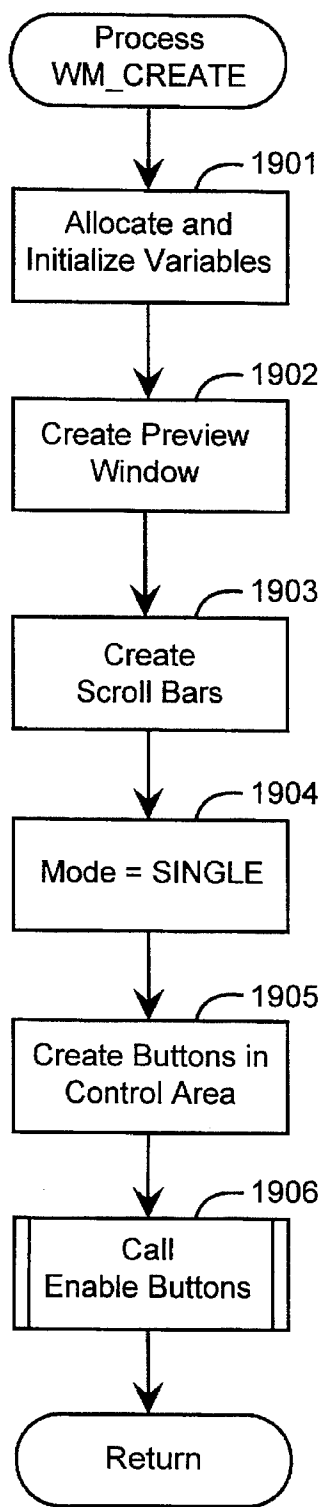 Process
WM_CREATE
1901
Allocate and
Initialize Variables
1902
Create Preview
Window
1903
Create
Scroll Bars
1904
Mode = SINGLE
1905
Create Buttons in
Control Area
1906
Call
Enable Buttons
Return